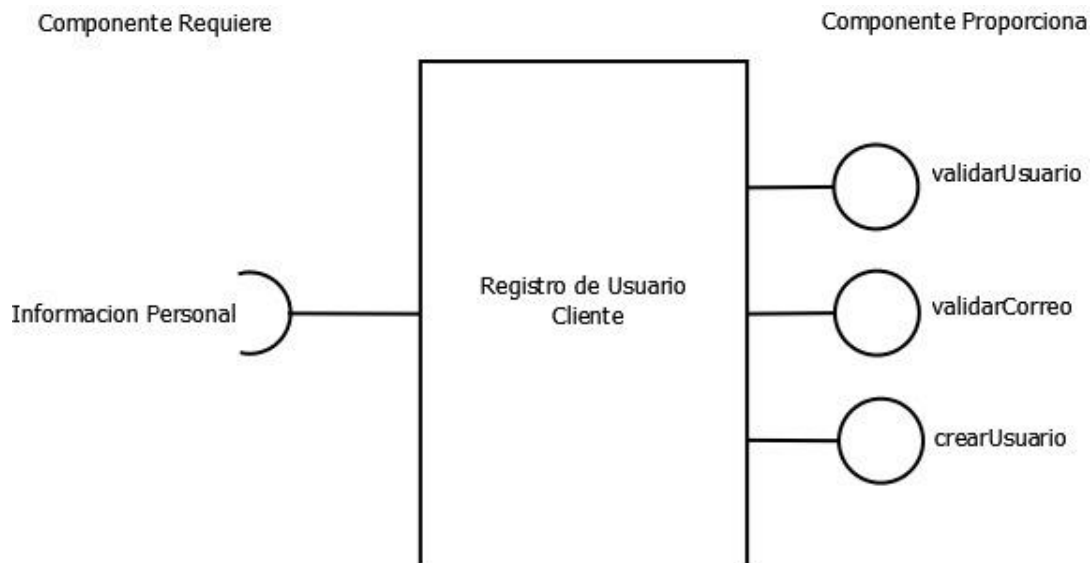 Componente Requiere
Componente Proporciona
validarUsuario
Registro de Usuario
Cliente
Informacion Personal
validarCorreo
crearUsuario